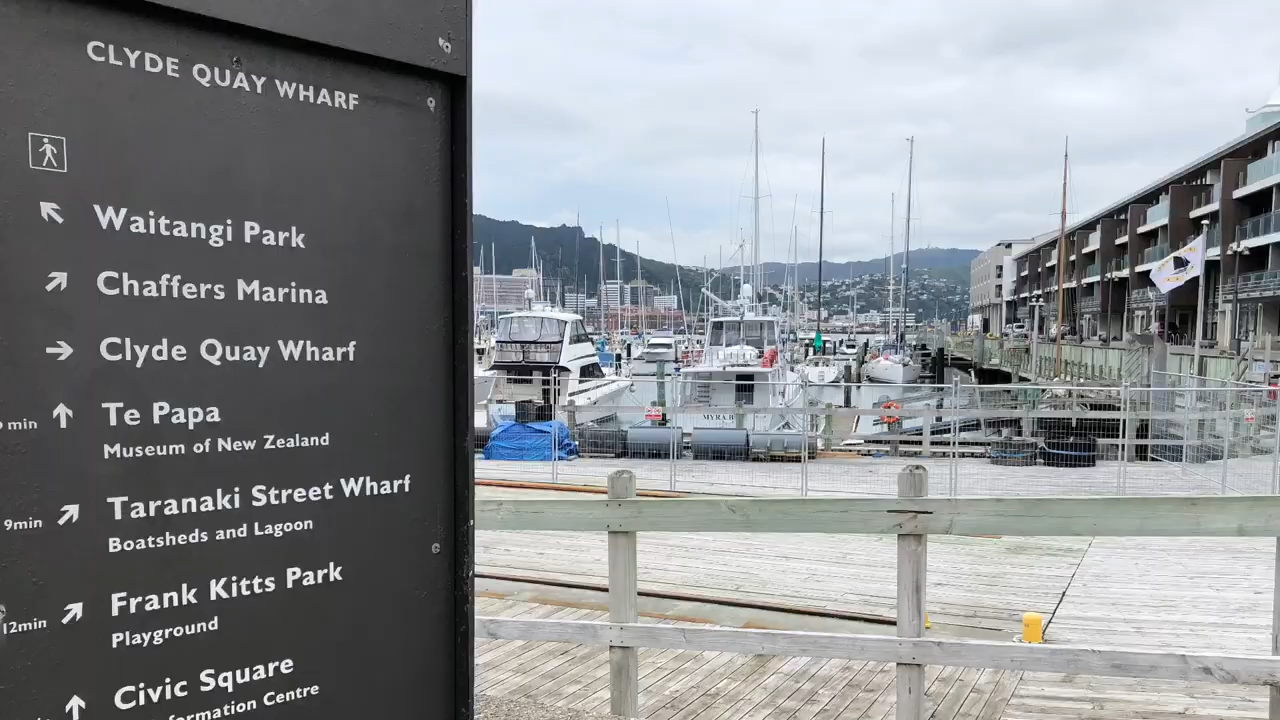 CLYDE QUAY WHARF
Waitangi Park
Chaffers Marina
Clyde Quay Wharf
min Te Papa
Museum of New Zealand
9min Taranaki Street Wharf
Boatsheds and Lagoon
12min Frank Kitts Park
Playground
Civic Square
Centre